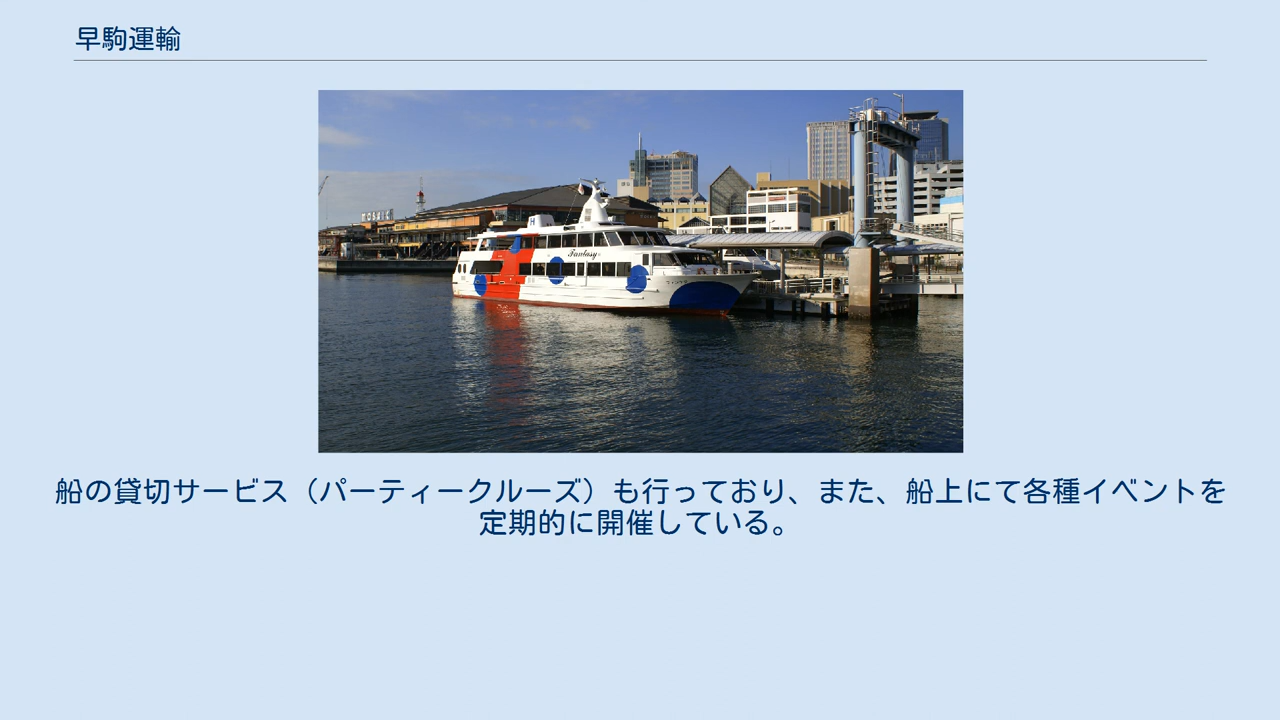 早駒運輸
mosaic
Fantasy
船の貸切サービス（パーティークルーズ）も行っており、また、船上にて各種イベントを
定期的に開催している。